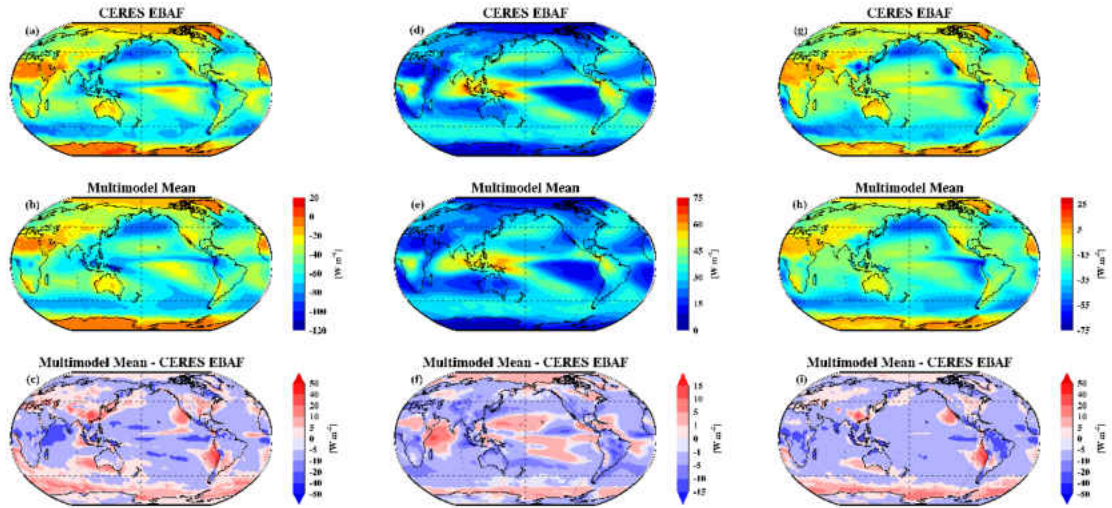 CERES EBAF
(a)
CERES EBAF
(d)
CERES EBAF
(g)
Multimodel Mean
(b)
20
0
-20
-40
-60
-80
-100
-120
[W m-2]
Multimodel Mean
(e)
75
60
45
30
15
0
[W m-2]
Multimodel Mean
(h)
25
5
-15
-35
-55
-75
[W m-2]
Multimodel Mean - CERES EBAF
(c)
50
40
20
10
5
0
-5
-10
-20
-40
-50
[W m-2]
Multimodel Mean - CERES EBAF
(f)
15
10
5
1
0
-1
-5
-10
-15
[W m-2]
Multimodel Mean - CERES EBAF
(i)
50
40
20
10
5
0
-5
-10
-20
-40
-50
[W m-2]